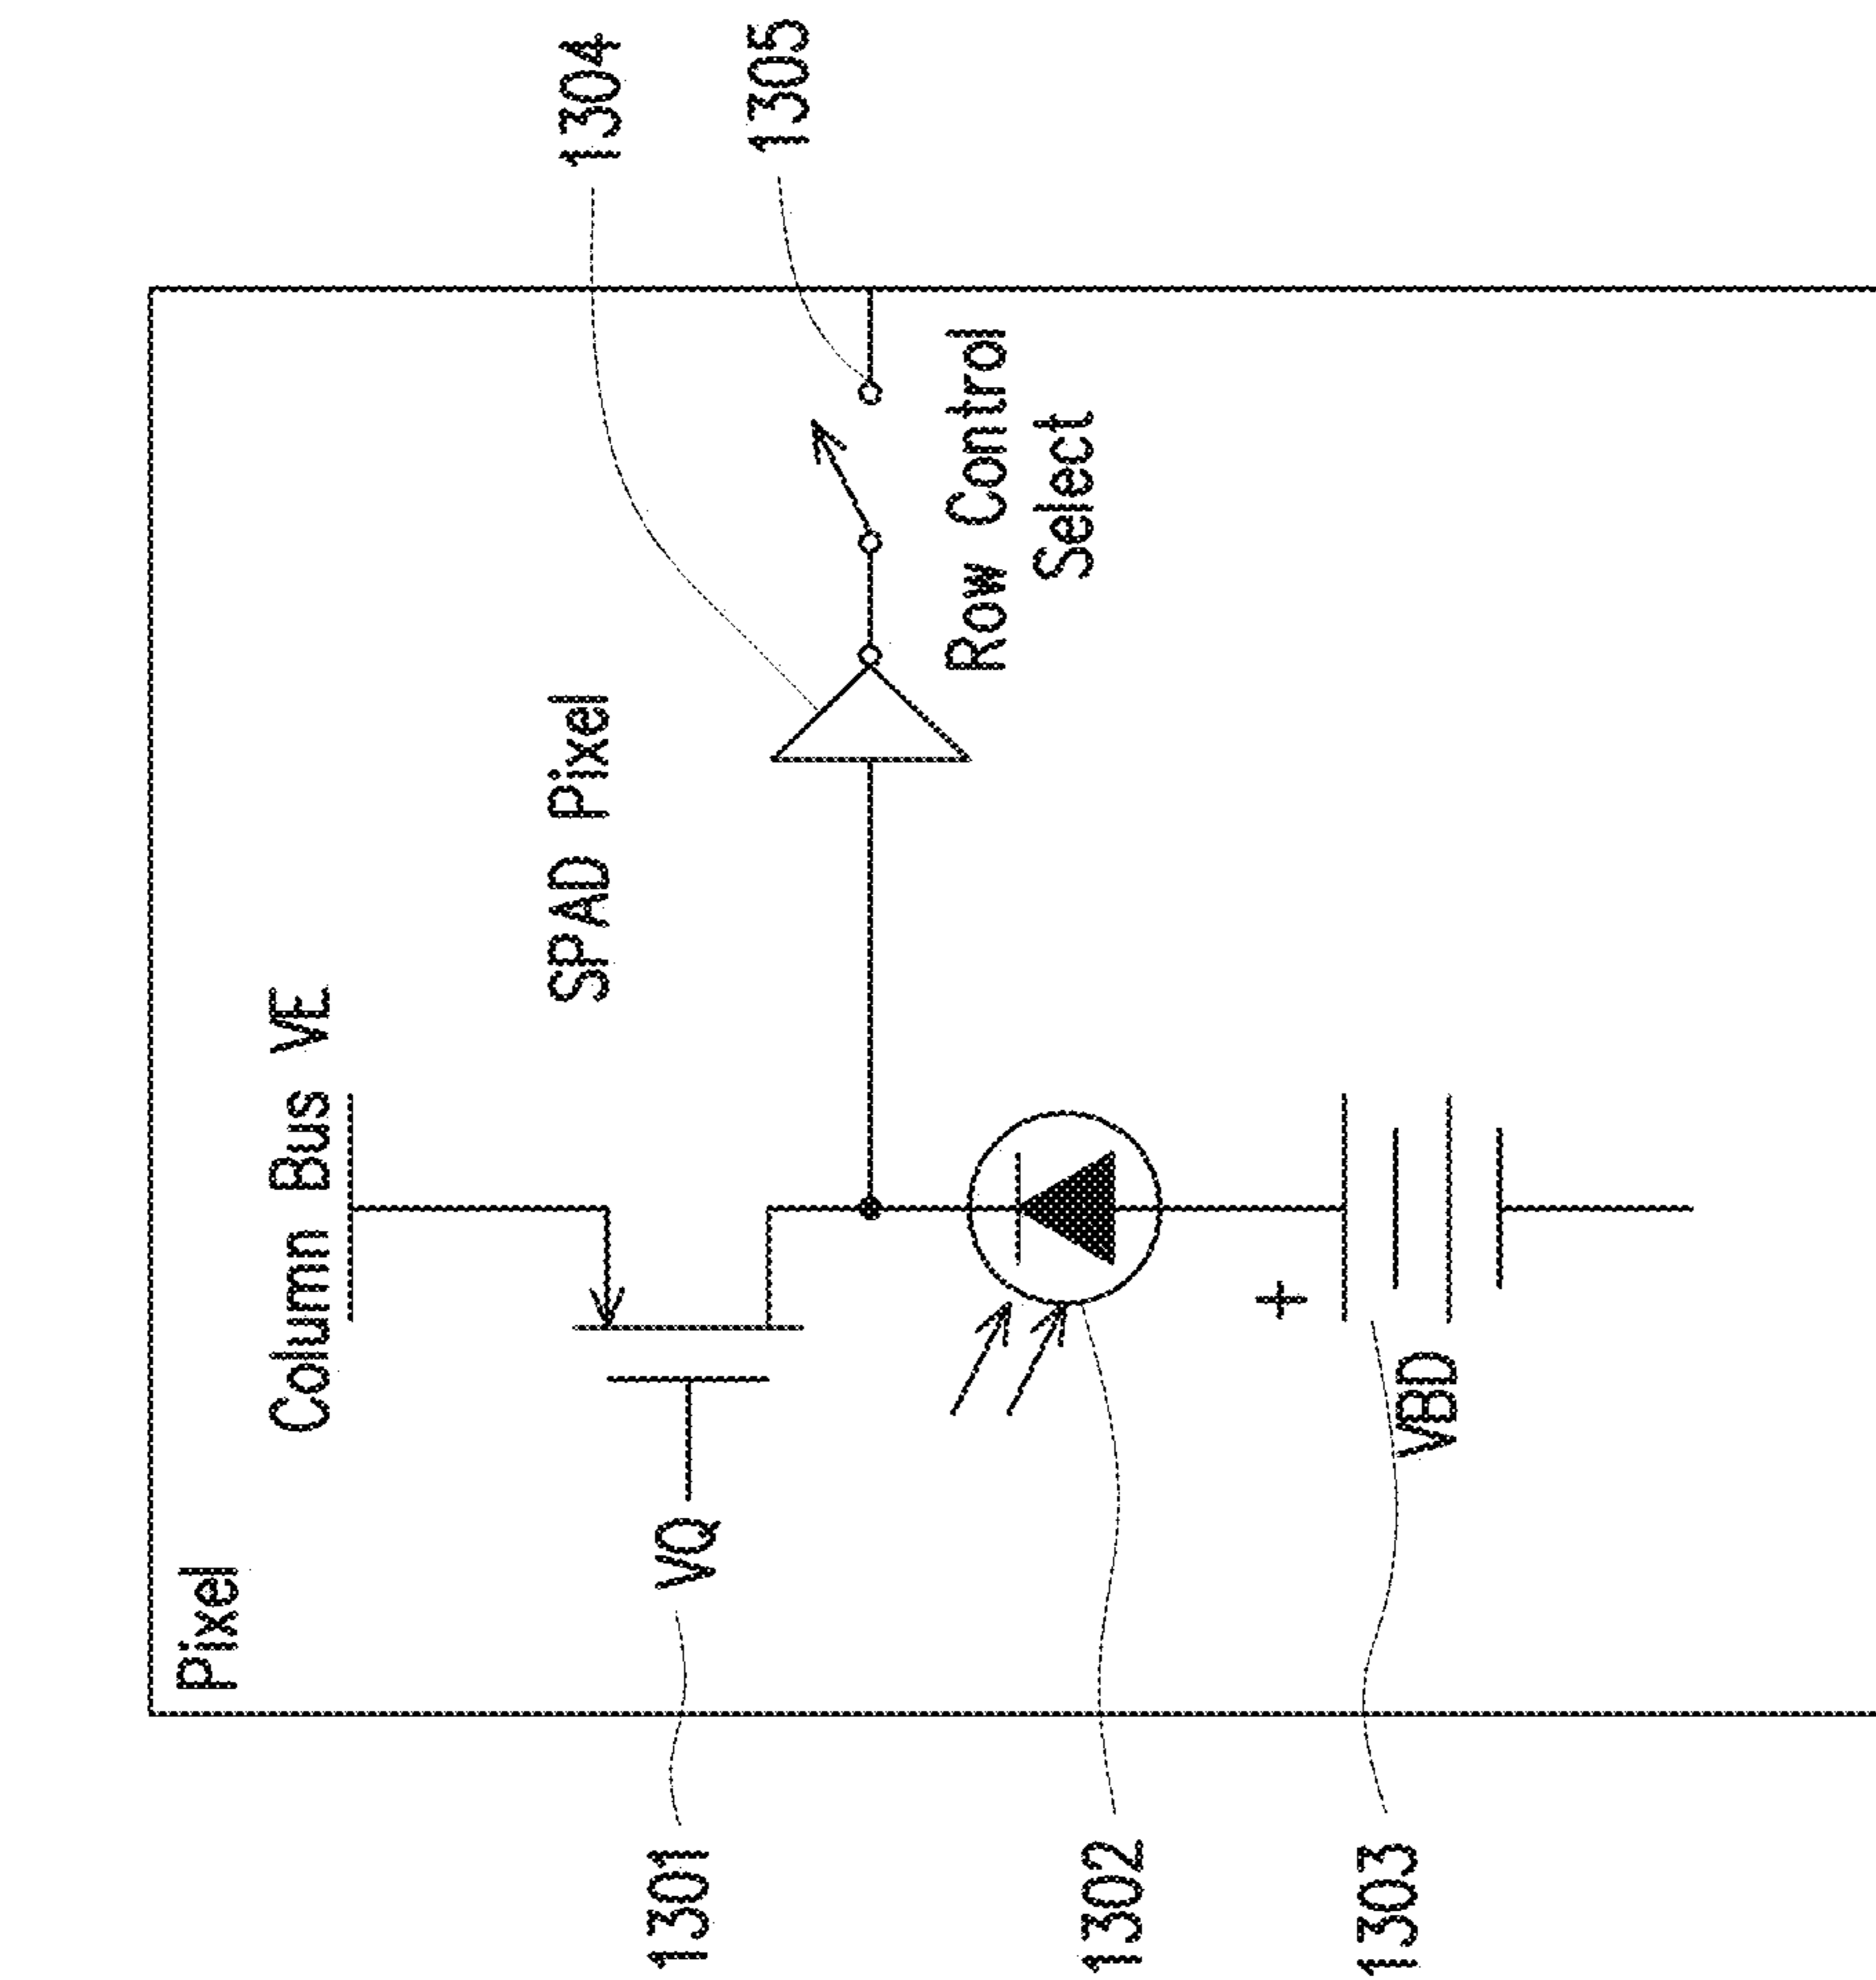 Pixel
Column Bus VE
SPAD Pixel
VQ
Row Control
Select
+
VBD
1301
1302
1303
1304
1305